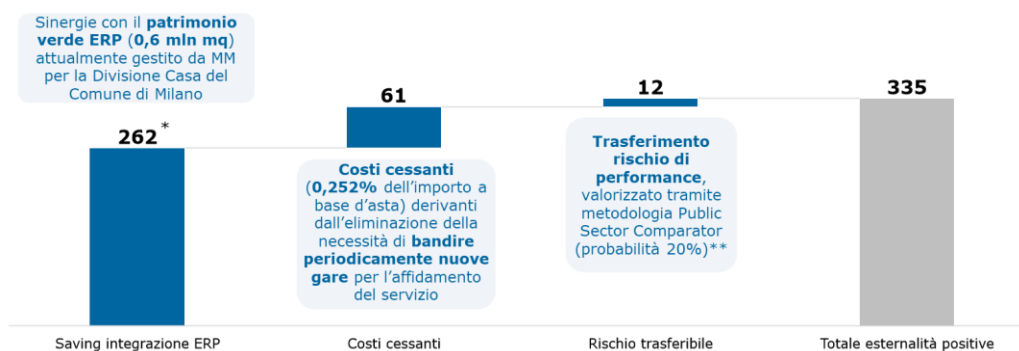 Sinergie con il patrimonio
verde ERP (0,6 mln mq)
attualmente gestito da MM
per la Divisione Casa del
Comune di Milano
262*
61
12
335
Costi cessanti
(0,252% dell'importo a
base d'asta) derivanti
dall'eliminazione della
necessità di bandire
periodicamente nuove
gare per l'affidamento
del servizio
Trasferimento
rischio di
performance,
valorizzato tramite
metodologia Public
Sector Comparator
(probabilità 20%)**
Saving integrazione ERP
Costi cessanti
Rischio trasferibile
Totale esternalità positive